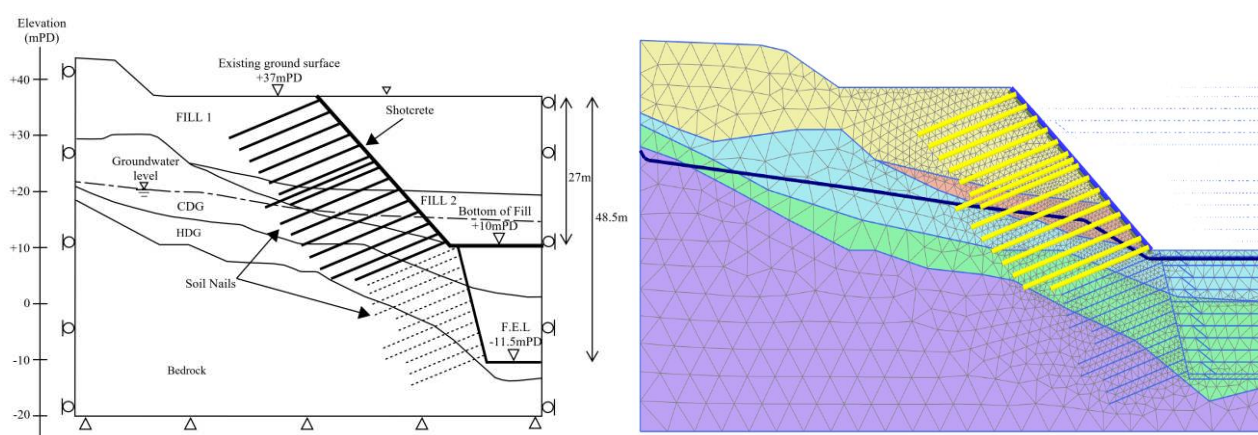 Elevation
(mPD)
+40
+30
+20
+10
0
-10
-20
Existing ground surface
+37mPD
FILL 1
Shotcrete
Groundwater
level
27m
FILL 2
CDG
Bottom of Fill
+10mPD
48.5m
HDG
Soil Nails
F.E.L
-11.5mPD
Bedrock